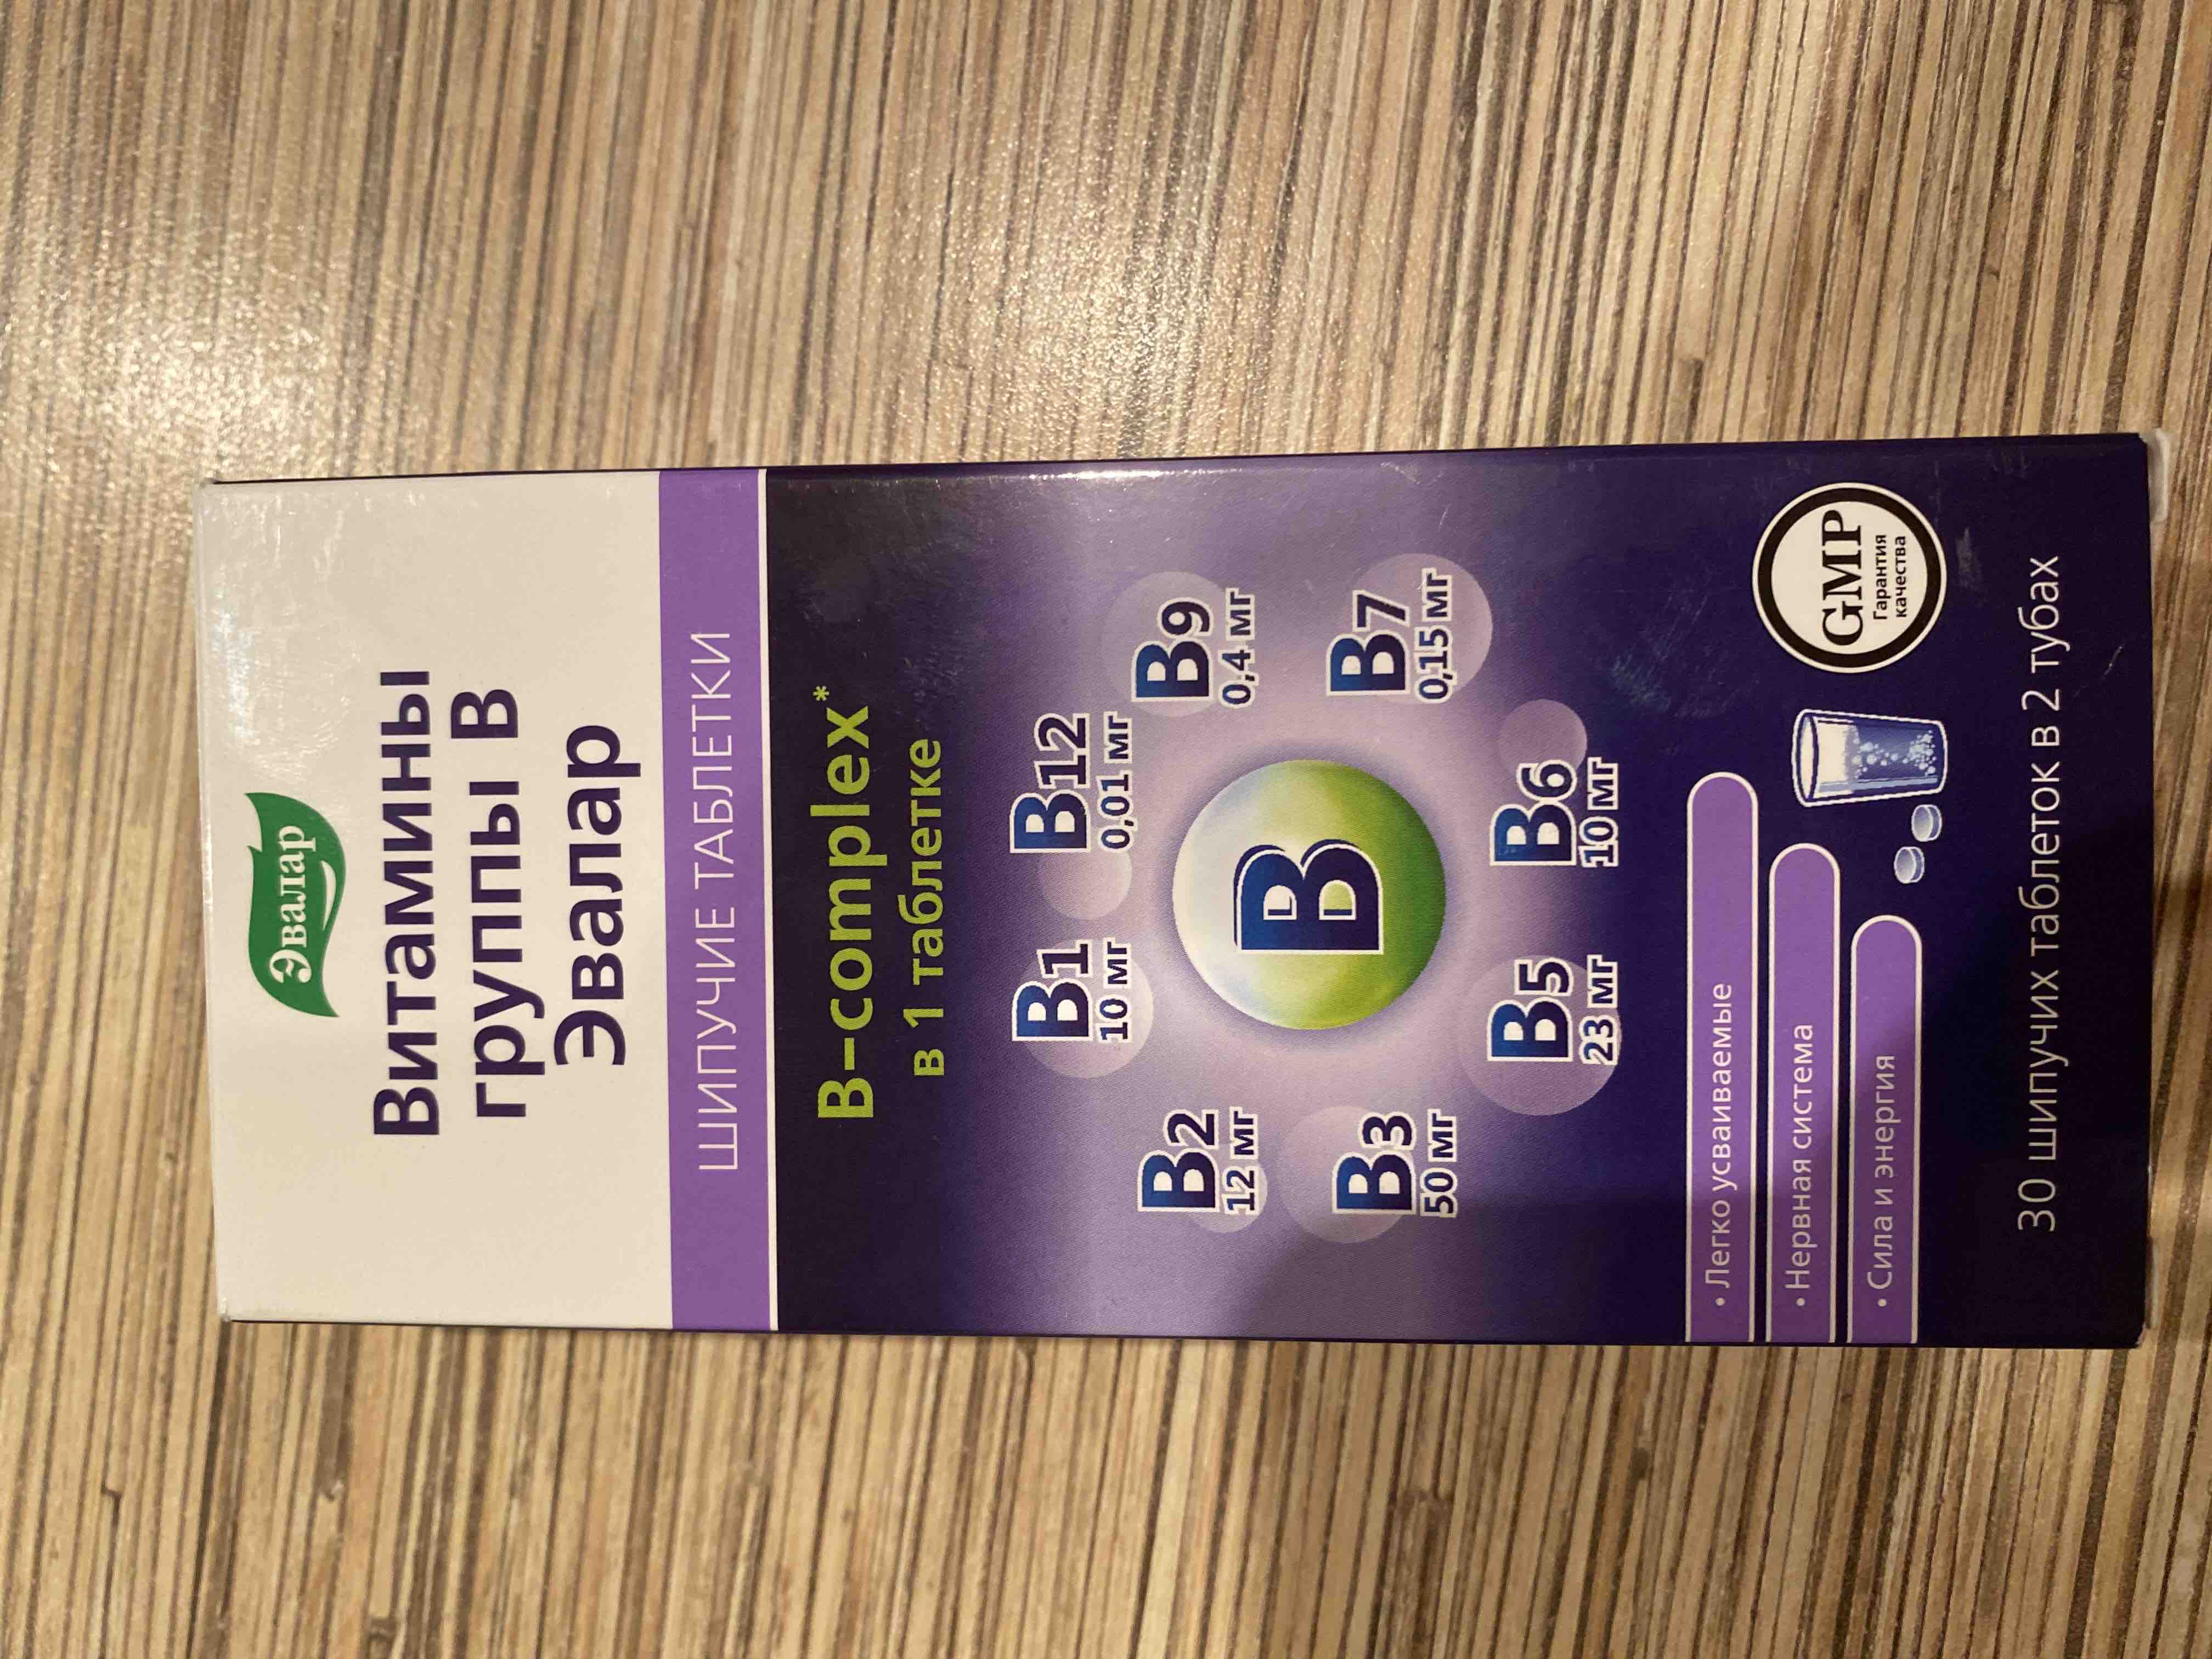 Эвалар
Витамины
группы В
Эвалар
ШИПУЧИЕ ТАБЛЕТКИ
B-complex*
в 1 таблетке
B1
10 мг
B12
0,01 мг
B2
12 мг
B9
0,4 мг
B
B3
50 мг
B7
0,15 мг
B5
23 мг
B6
10 мг
• Легко усваиваемые
• Нервная система
• Сила и энергия
GMP
Гарантия
качества
30 шипучих таблеток в 2 тубах